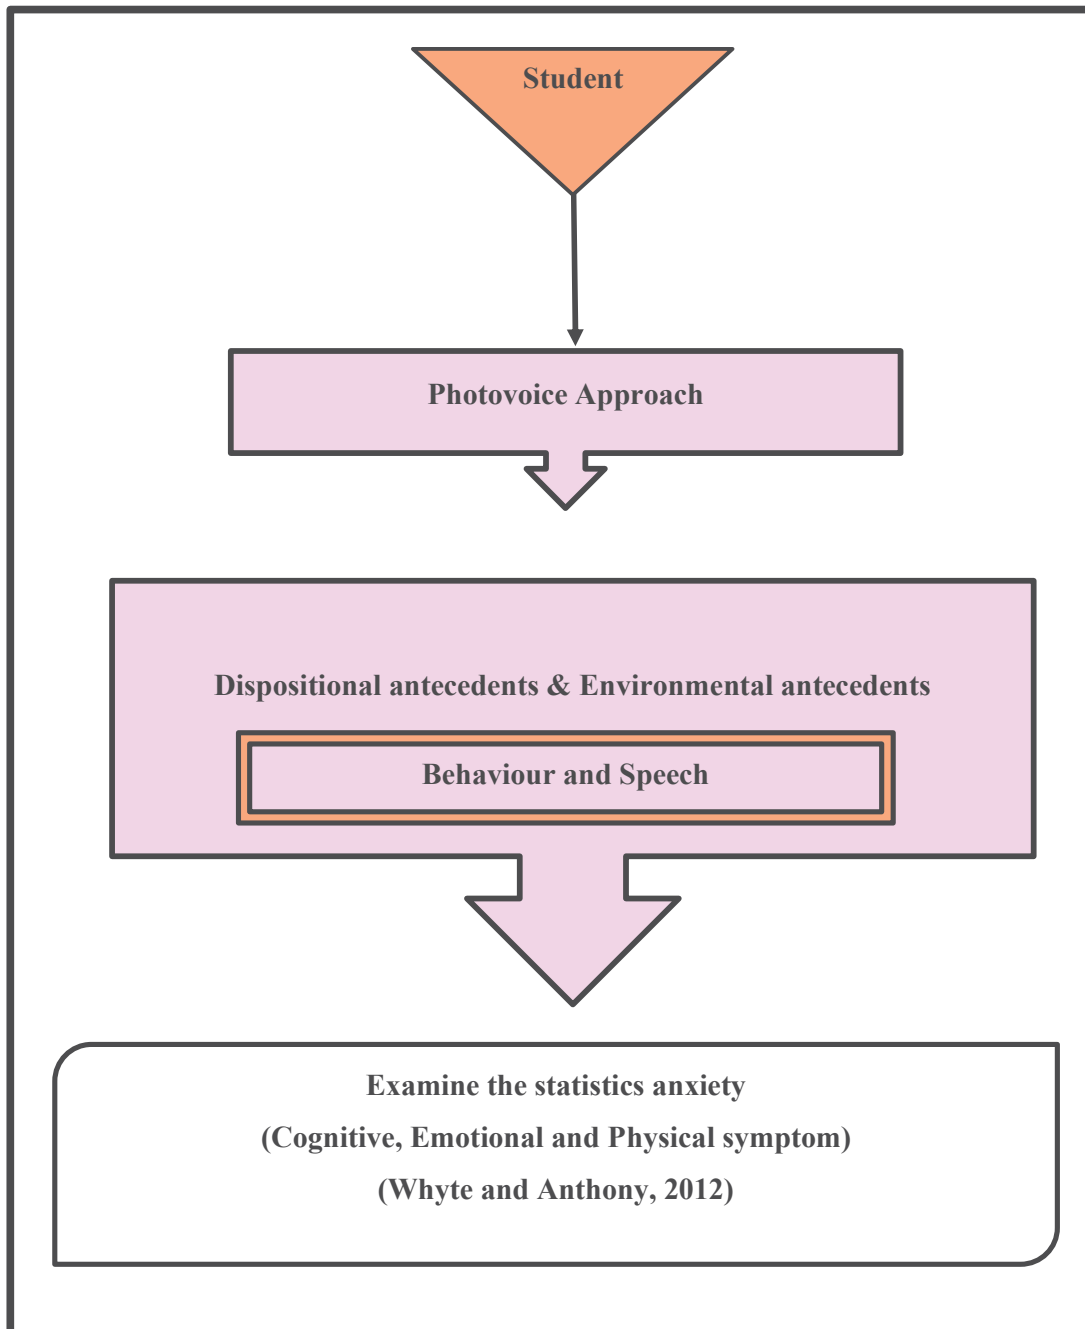 Student
Photovoice Approach
Dispositional antecedents & Environmental antecedents
Behaviour and Speech
Examine the statistics anxiety
(Cognitive, Emotional and Physical symptom)
(Whyte and Anthony, 2012)